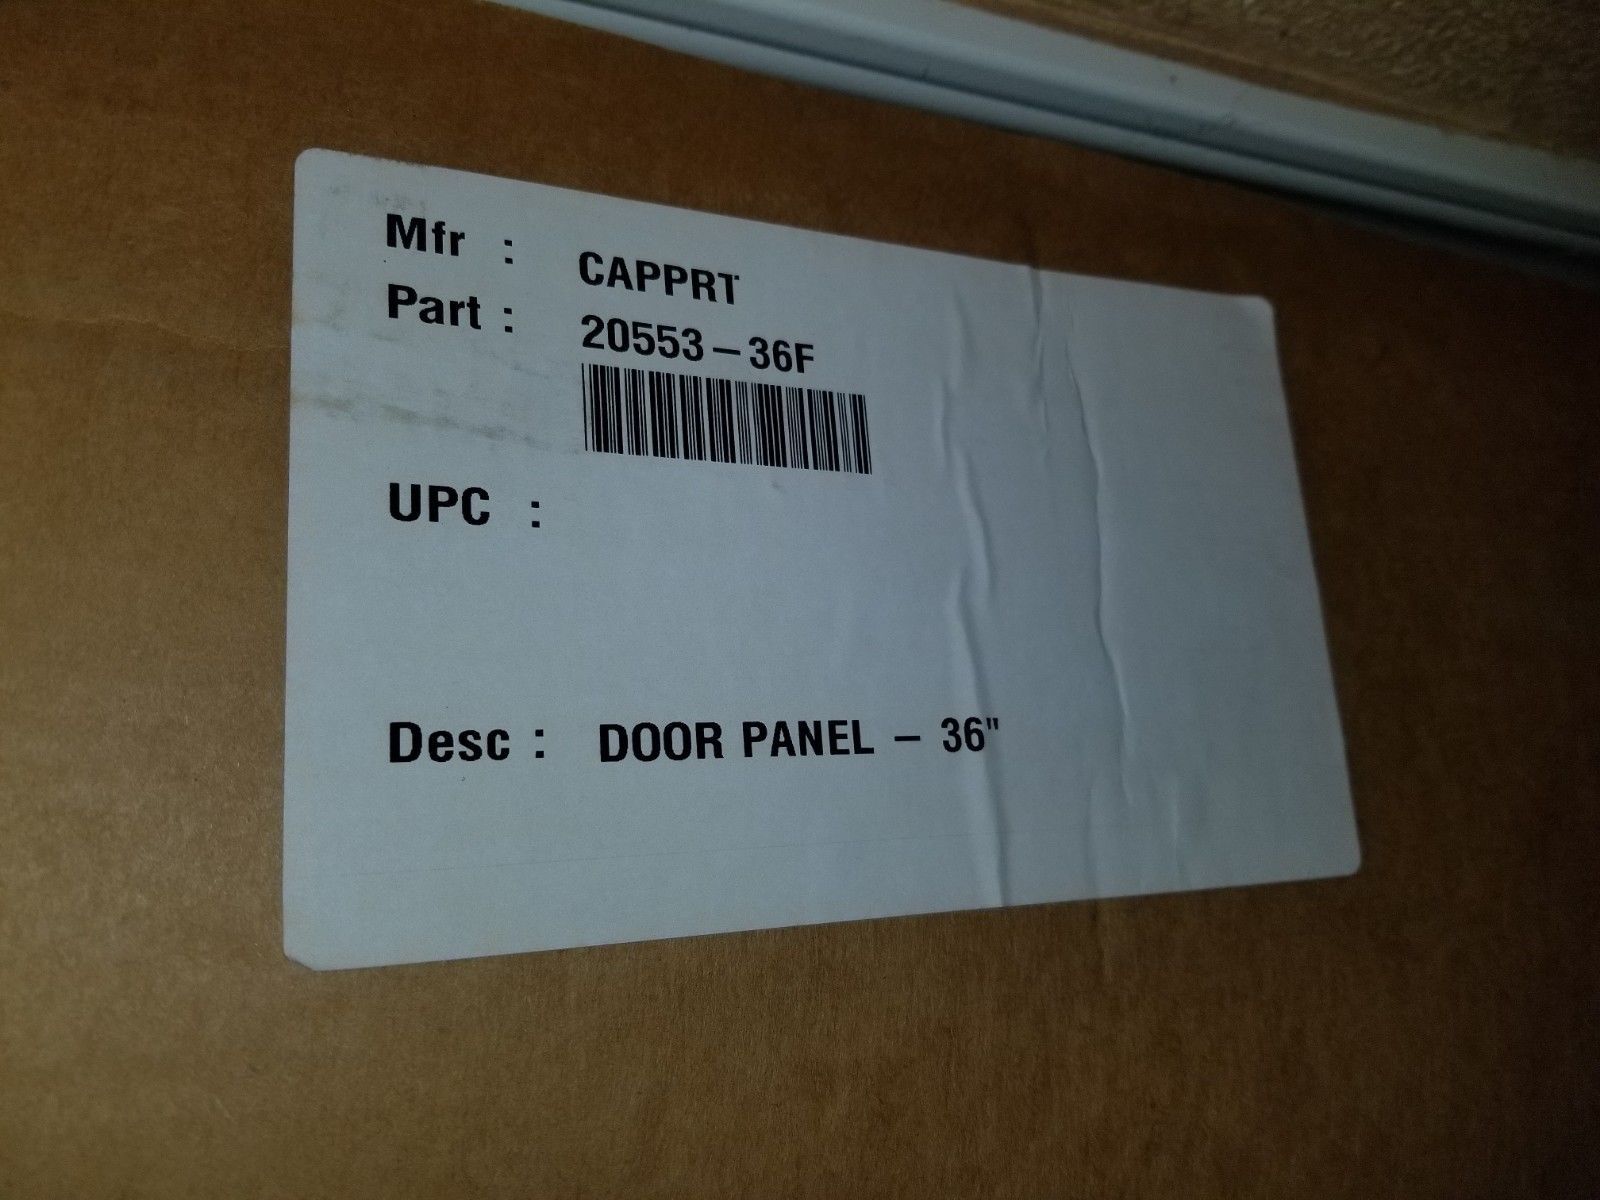 Mfr : CAPPRT
Part : 20553-36F
UPC :
Desc : DOOR PANEL - 36"